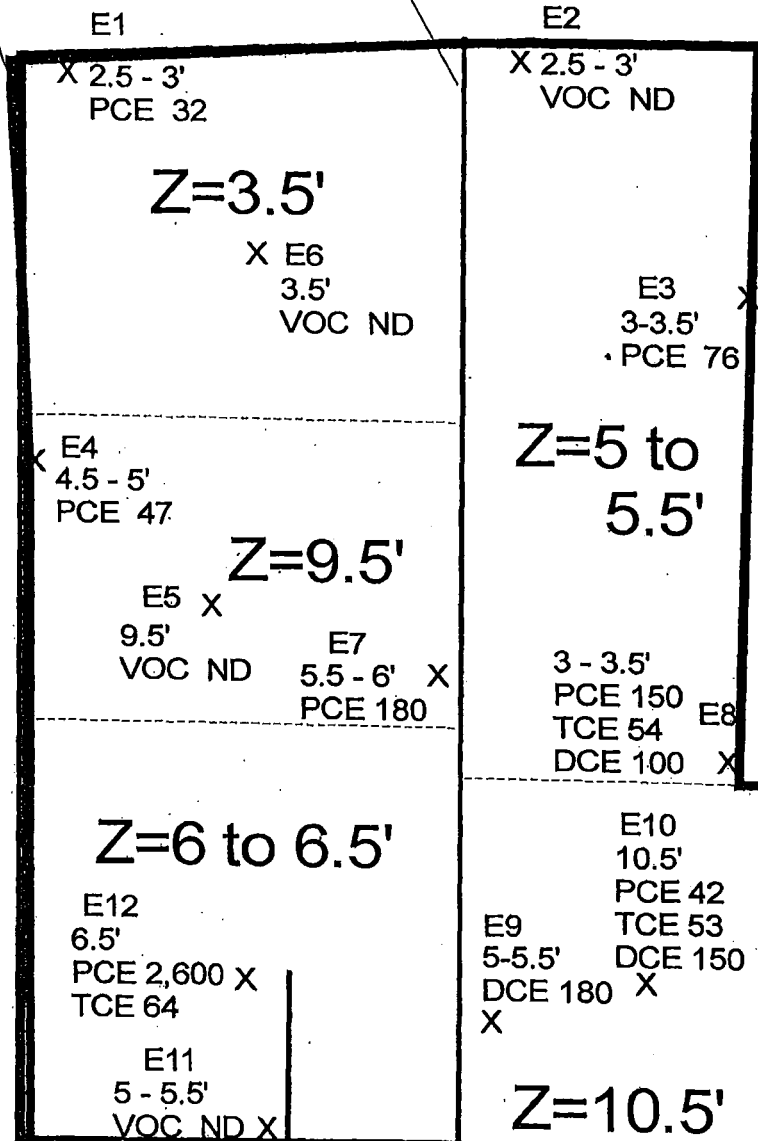 E1
2.5 - 3'
PCE 32
Z=3.5'
E6
3.5'
VOC ND
E4
4.5 - 5'
PCE 47
Z=9.5'
E5
9.5'
VOC ND
E7
5.5 - 6'
PCE 180
Z=6 to 6.5'
E12
6.5'
PCE 2,600 X
TCE 64
E11
5 - 5.5'
VOC ND X
E2
X 2.5 - 3'
VOC ND
E3
3-3.5'
PCE 76
Z=5 to
5.5'
3 - 3.5'
PCE 150
TCE 54
E8
DCE 100 X
E10
10.5'
PCE 42
TCE 53
DCE 150
X
E9
5-5.5'
DCE 180
X
Z=10.5'